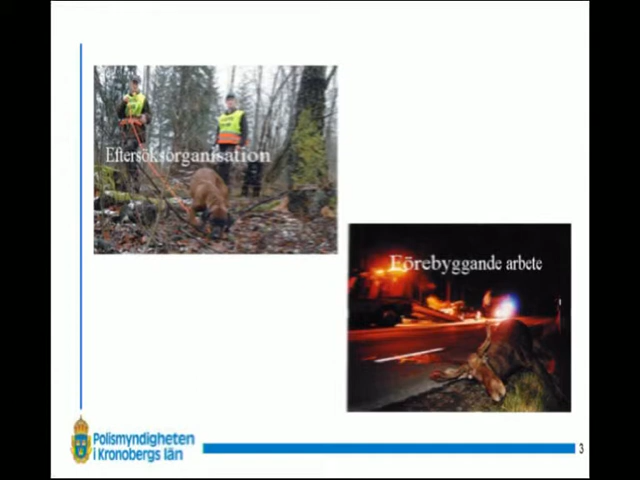 Eftersöksorganisation
Förebyggande arbete
Polismyndigheten
i Kronobergs län
3